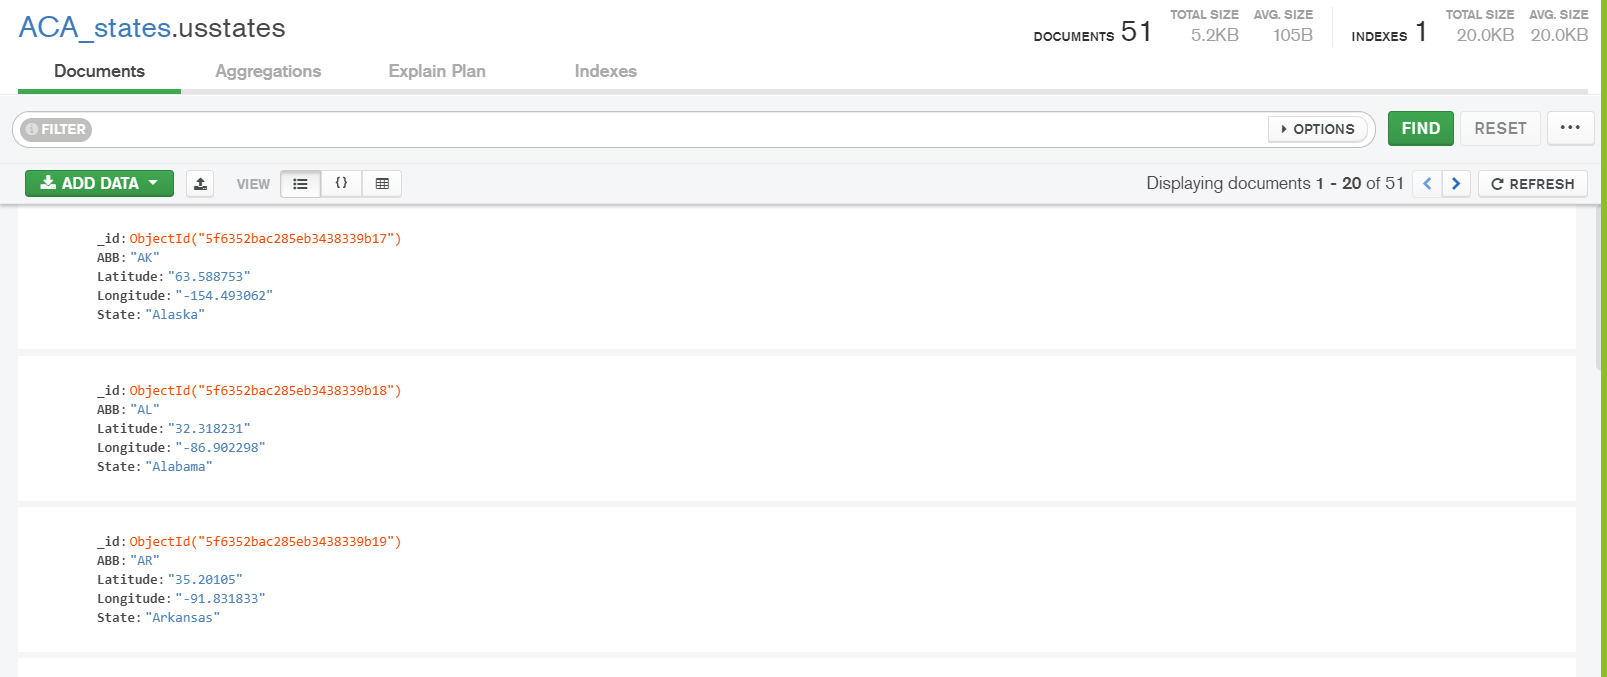 ACA_states.usstates
DOCUMENTS 51 TOTAL SIZE 5.2KB AVG. SIZE 105B INDEXES 1 TOTAL SIZE 20.0KB AVG. SIZE 20.0KB
Documents Aggregations Explain Plan Indexes
FILTER OPTIONS FIND RESET ...
ADD DATA VIEW {} Displaying documents 1 - 20 of 51 < > REFRESH
_id: ObjectId("5f6352bac285eb3438339b17")
ABB: "AK"
Latitude: "63.588753"
Longitude: "-154.493062"
State: "Alaska"
_id: ObjectId("5f6352bac285eb3438339b18")
ABB: "AL"
Latitude: "32.318231"
Longitude: "-86.902298"
State: "Alabama"
_id: ObjectId("5f6352bac285eb3438339b19")
ABB: "AR"
Latitude: "35.20105"
Longitude: "-91.831833"
State: "Arkansas"